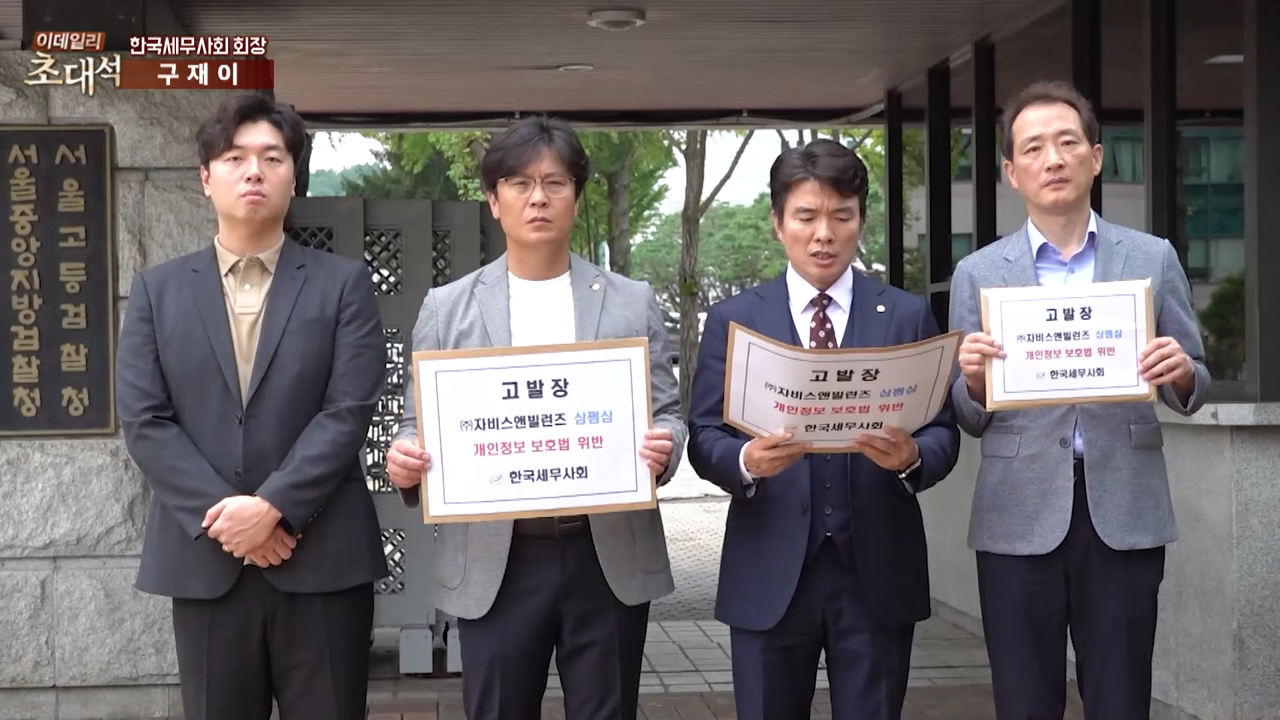 이데일리
초대석
한국세무사회 회장
구재이
서울고등검찰청
서울중앙지방검찰청
고발장
㈜자비스앤빌런즈 삼쩜삼
개인정보 보호법 위반
한국세무사회
고발장
㈜자비스앤빌런즈 삼쩜삼
개인정보 보호법 위반
한국세무사회
고발장
㈜자비스앤빌런즈 삼쩜삼
개인정보 보호법 위반
한국세무사회